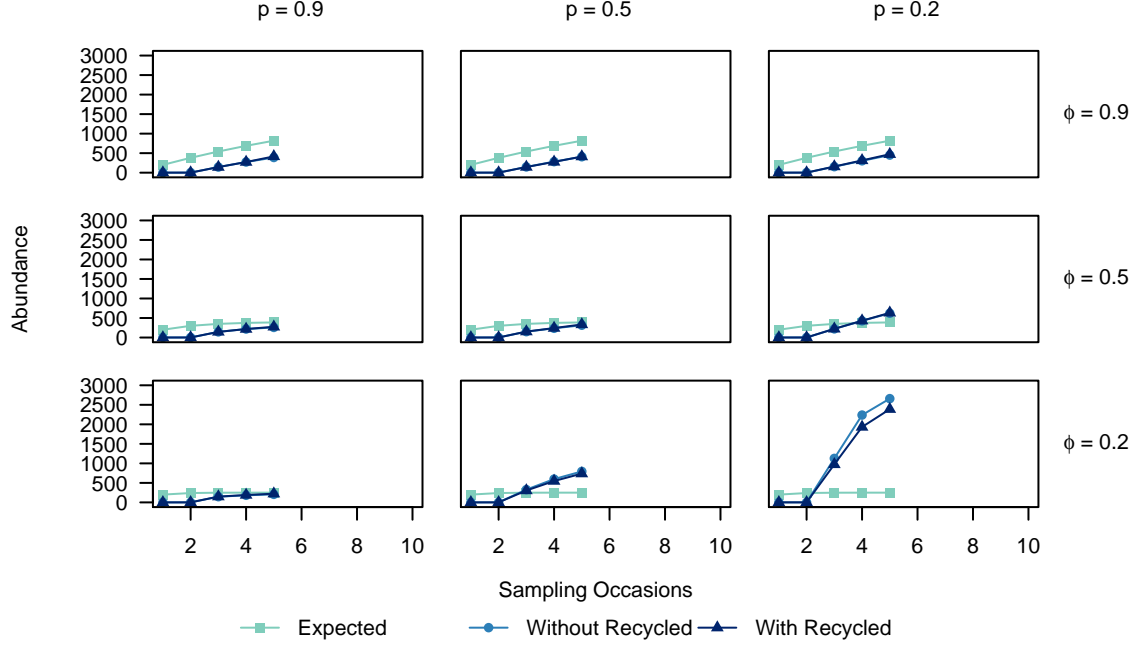 p = 0.9 p = 0.5 p = 0.2
3000
2500
2000
1500
1000
500
0
ϕ = 0.9
3000
2500
2000
1500
1000
500
0
ϕ = 0.5
Abundance
3000
2500
2000
1500
1000
500
0
ϕ = 0.2
2 4 6 8 10 2 4 6 8 10 2 4 6 8 10
Sampling Occasions
Expected Without Recycled With Recycled